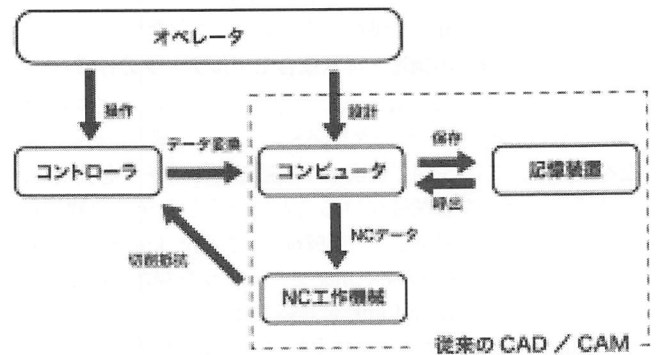 オペレータ
操作
設計
コントローラ
データ変換
コンピュータ
保存
呼出
記憶装置
切削抵抗
NCデータ
NC工作機械
従来の CAD / CAM